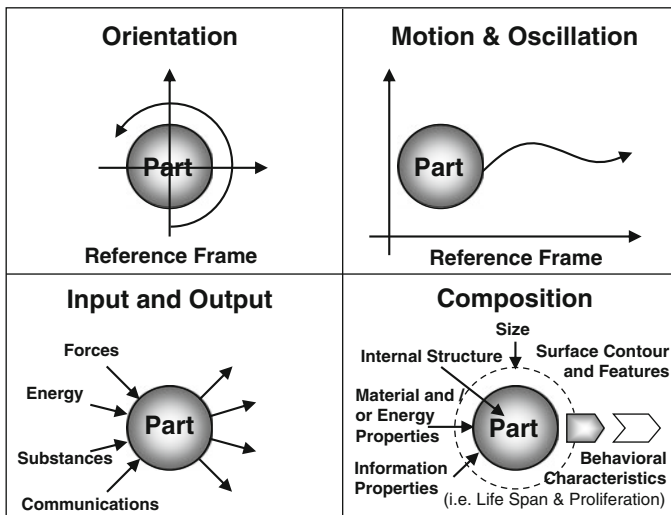 Orientation
Part
Reference Frame
Motion & Oscillation
Part
Reference Frame
Input and Output
Forces
Energy
Substances
Communications
Part
Composition
Size
Internal Structure
Surface Contour
and Features
Material and
or Energy
Properties
Part
Information
Properties
Behavioral
Characteristics
(i.e. Life Span & Proliferation)